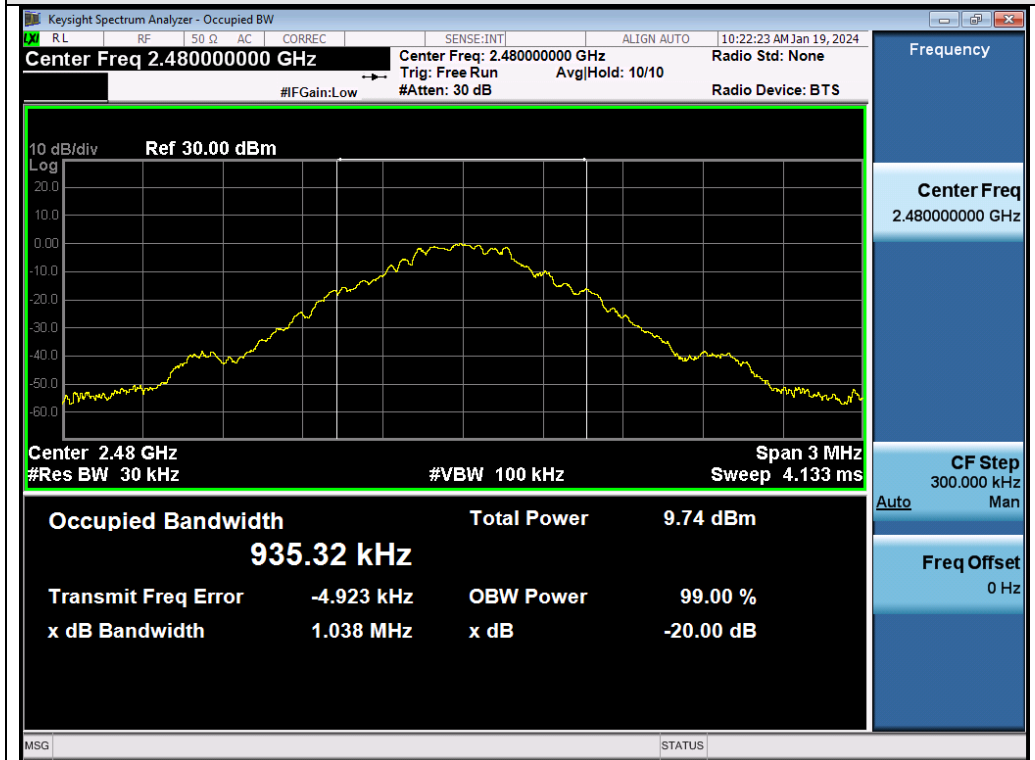 Keysight Spectrum Analyzer - Occupied BW
LXI RL RF 50 Ω AC CORREC SENSE:INT ALIGN AUTO 10:22:23 AM Jan 19, 2024
Center Freq 2.480000000 GHz
Center Freq: 2.480000000 GHz
Radio Std: None
Trig: Free Run Avg|Hold: 10/10
#IFGain:Low
#Atten: 30 dB
Radio Device: BTS
10 dB/div Ref 30.00 dBm
Log
20.0
10.0
0.00
-10.0
-20.0
-30.0
-40.0
-50.0
-60.0
Center 2.48 GHz Span 3 MHz
#Res BW 30 kHz #VBW 100 kHz Sweep 4.133 ms
Occupied Bandwidth Total Power 9.74 dBm
935.32 kHz
Transmit Freq Error -4.923 kHz OBW Power 99.00 %
x dB Bandwidth 1.038 MHz x dB -20.00 dB
MSG STATUS
Frequency
Center Freq
2.480000000 GHz
CF Step
300.000 kHz
Auto Man
Freq Offset
0 Hz